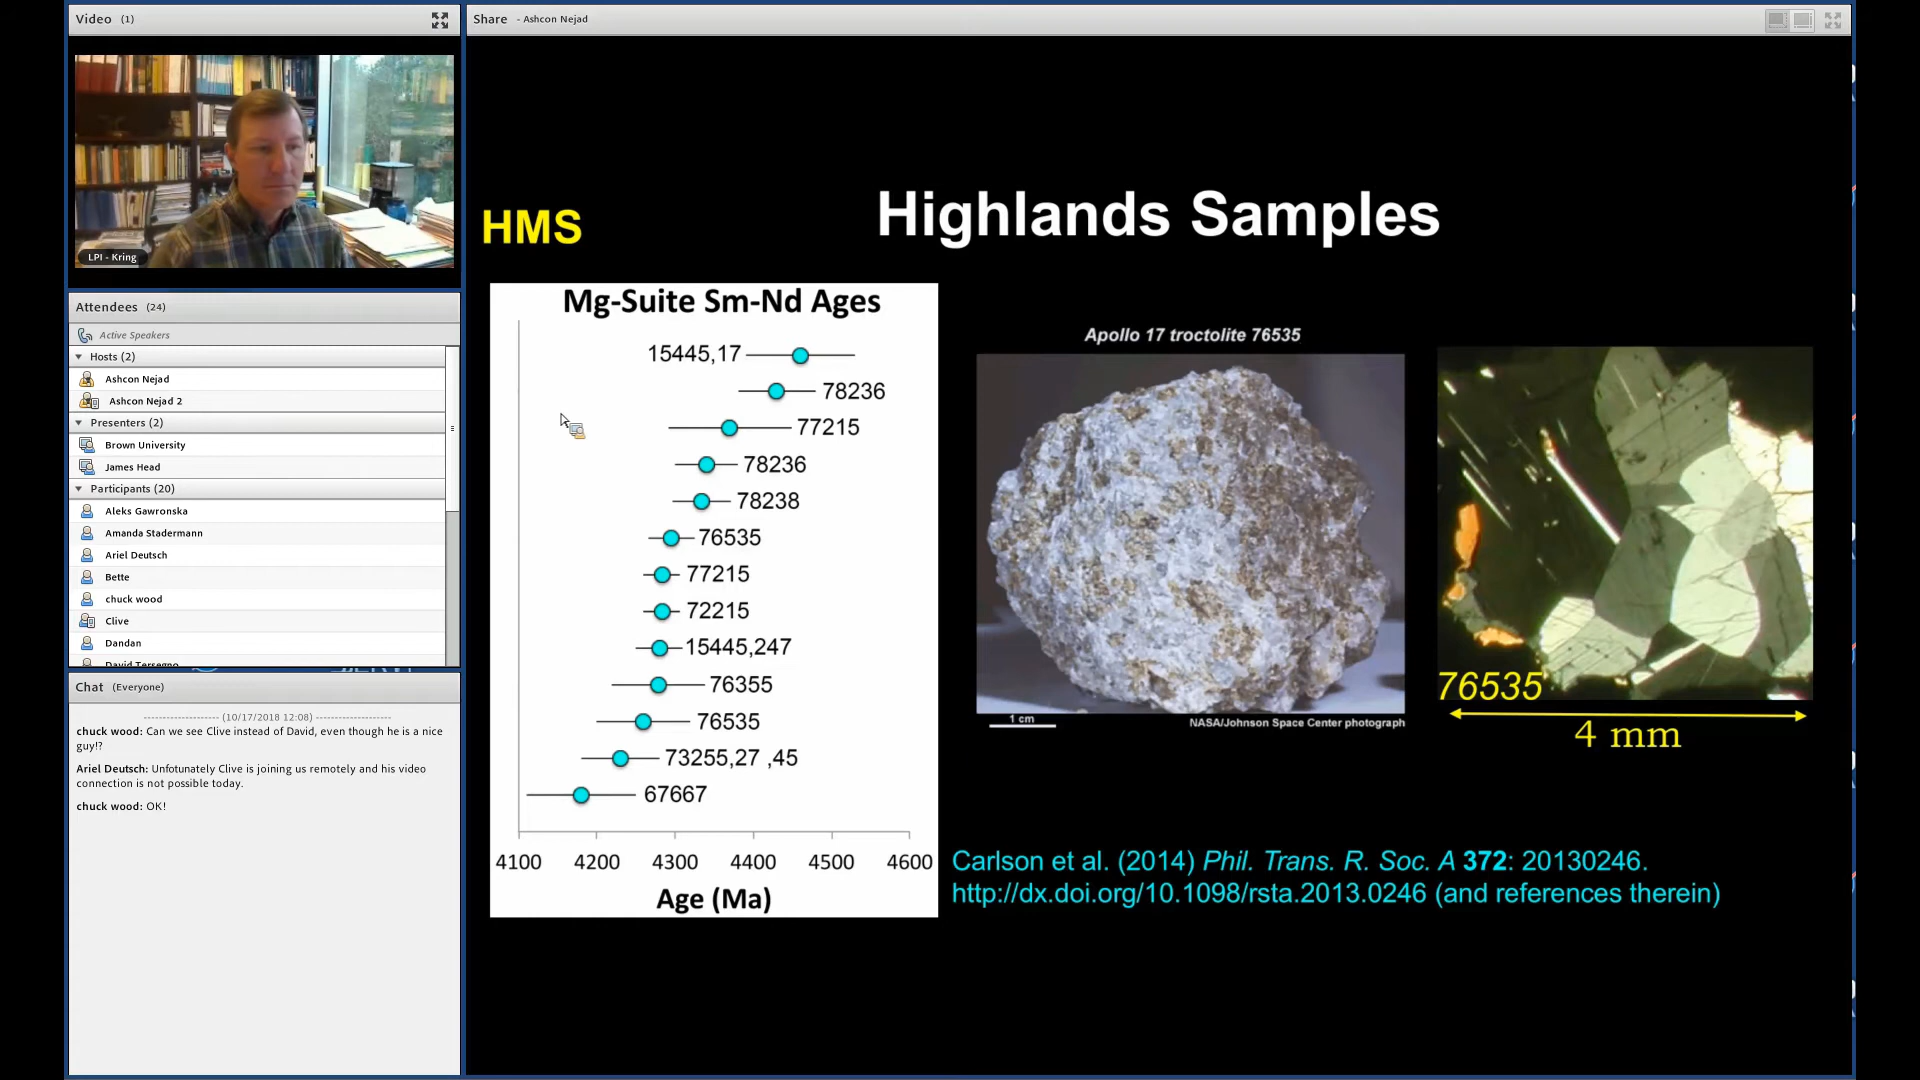 Video (1)
LPI - Kring
Attendees (24)
Active Speakers
Hosts (2)
Ashcon Nejad
Ashcon Nejad 2
Presenters (2)
Brown University
James Head
Participants (20)
Aleks Gawronska
Amanda Stadermann
Ariel Deutsch
Bette
chuck wood
Clive
Dandan
David Tersegno
Chat (Everyone)
-------------------- (10/17/2018 12:08) --------------------
chuck wood: Can we see Clive instead of David, even though he is a nice
guy!?
Ariel Deutsch: Unfotunately Clive is joining us remotely and his video
connection is not possible today.
chuck wood: OK!
Share - Ashcon Nejad
HMS
Highlands Samples
Mg-Suite Sm-Nd Ages
15445,17
78236
77215
78236
78238
76535
77215
72215
15445,247
76355
76535
73255,27 ,45
67667
4100 4200 4300 4400 4500 4600
Age (Ma)
Apollo 17 troctolite 76535
1 cm
NASA/Johnson Space Center photograph
76535
4 mm
Carlson et al. (2014) Phil. Trans. R. Soc. A 372: 20130246.
http://dx.doi.org/10.1098/rsta.2013.0246 (and references therein)